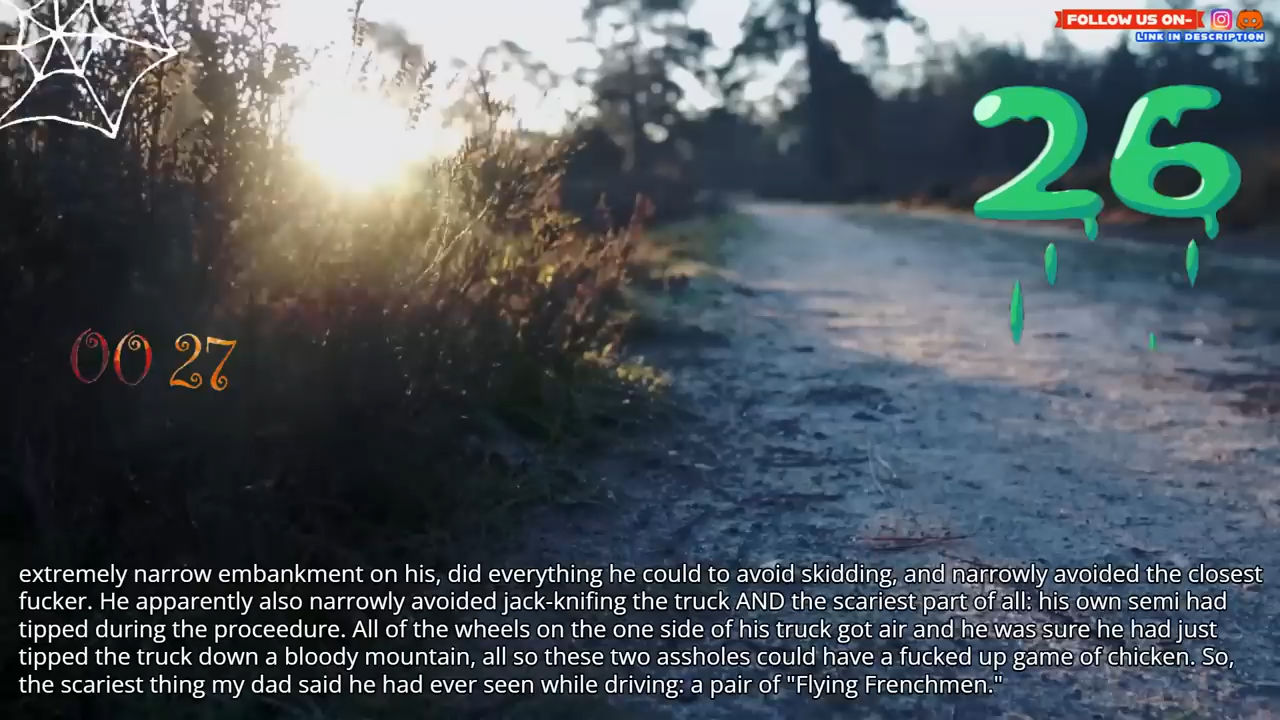 FOLLOW US ON-
LINK IN DESCRIPTION
26
00 27
extremely narrow embankment on his, did everything he could to avoid skidding, and narrowly avoided the closest
fucker. He apparently also narrowly avoided jack-knifing the truck AND the scariest part of all: his own semi had
tipped during the proceedure. All of the wheels on the one side of his truck got air and he was sure he had just
tipped the truck down a bloody mountain, all so these two assholes could have a fucked up game of chicken. So,
the scariest thing my dad said he had ever seen while driving: a pair of "Flying Frenchmen."